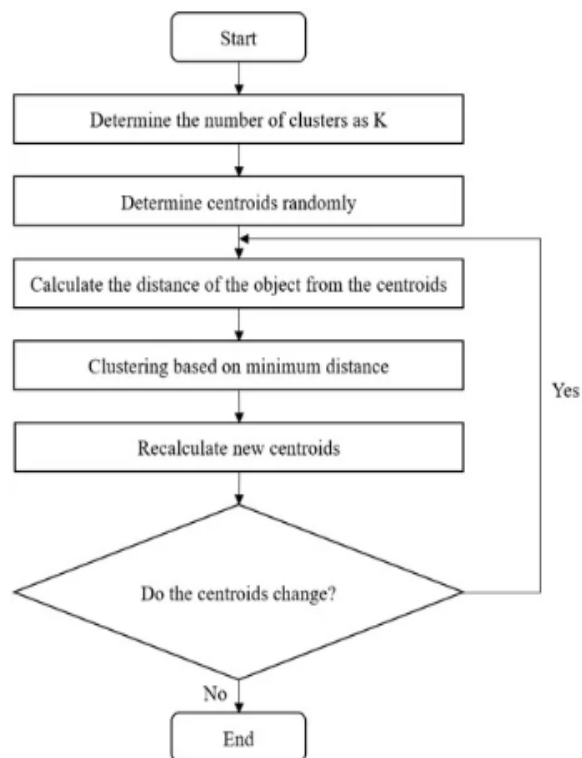 Start
Determine the number of clusters as K
Determine centroids randomly
Calculate the distance of the object from the centroids
Clustering based on minimum distance
Yes
Recalculate new centroids
Do the centroids change?
No
End